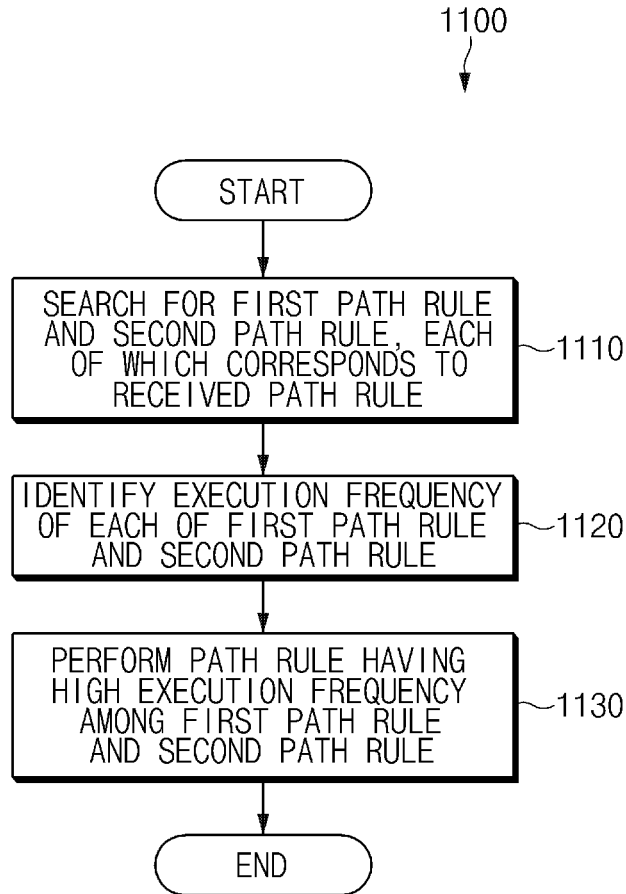 1100
START
SEARCH FOR FIRST PATH RULE
AND SECOND PATH RULE, EACH
OF WHICH CORRESPONDS TO
RECEIVED PATH RULE
1110
IDENTIFY EXECUTION FREQUENCY
OF EACH OF FIRST PATH RULE
AND SECOND PATH RULE
1120
PERFORM PATH RULE HAVING
HIGH EXECUTION FREQUENCY
AMONG FIRST PATH RULE
AND SECOND PATH RULE
1130
END